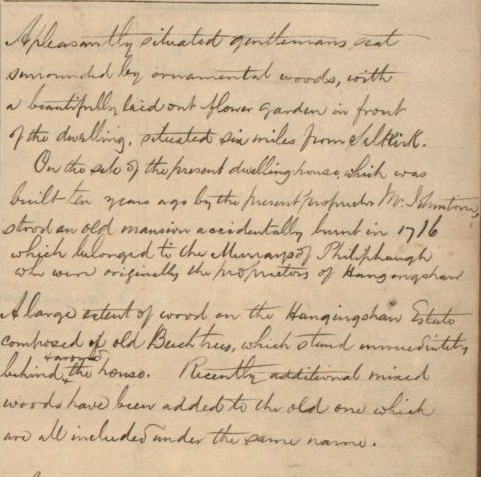 A pleasantly situated gentlemans seat
surrounded by ornamental woods, with
a beautifully laid out flower garden in front
of the dwelling, situated six miles from Selkirk.
On the site of the present dwelling house, which was
built ten years ago by the present proprietor Mr. Johnstone,
stood an old mansion accidentally burnt in 1716
which belonged to the Murrays of Philiphaugh
who were originally the proprietors of Hangingshaw
A large extent of wood on the Hangingshaw Estate
composed of old Beech trees, which stand immediately
& around
behind the house. Recently additional mixed
woods have been added to the old one which
are all included under the same name.